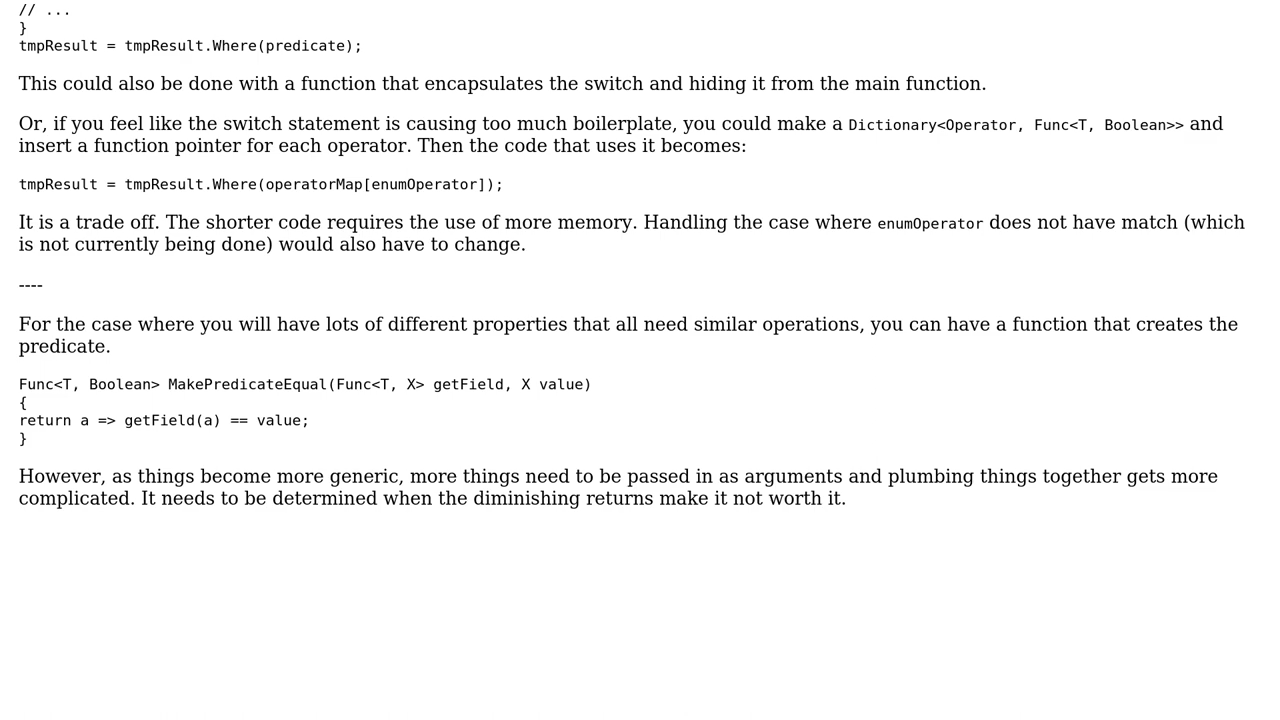 // ...
}
tmpResult = tmpResult.Where(predicate);
This could also be done with a function that encapsulates the switch and hiding it from the main function.
Or, if you feel like the switch statement is causing too much boilerplate, you could make a Dictionary<Operator, Func<T, Boolean>> and
insert a function pointer for each operator. Then the code that uses it becomes:
tmpResult = tmpResult.Where(operatorMap[enumOperator]);
It is a trade off. The shorter code requires the use of more memory. Handling the case where enumOperator does not have match (which
is not currently being done) would also have to change.
----
For the case where you will have lots of different properties that all need similar operations, you can have a function that creates the
predicate.
Func<T, Boolean> MakePredicateEqual(Func<T, X> getField, X value)
{
return a => getField(a) == value;
}
However, as things become more generic, more things need to be passed in as arguments and plumbing things together gets more
complicated. It needs to be determined when the diminishing returns make it not worth it.